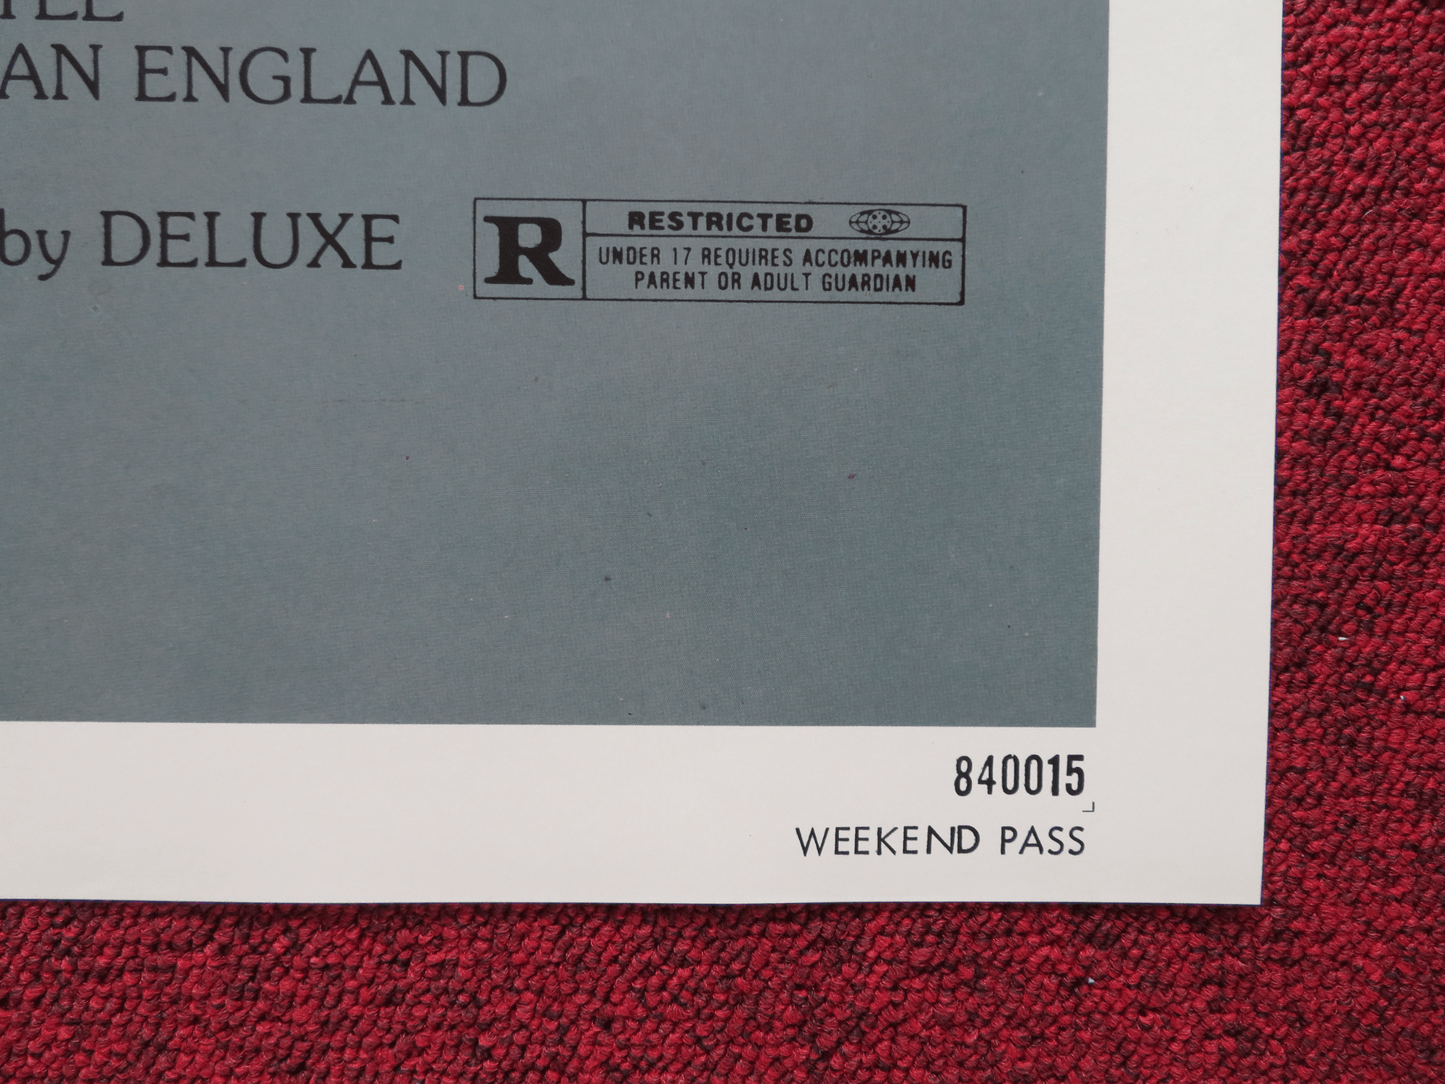 AN ENGLAND
by DELUXE
R
RESTRICTED
UNDER 17 REQUIRES ACCOMPANYING
PARENT OR ADULT GUARDIAN
840015
WEEKEND PASS